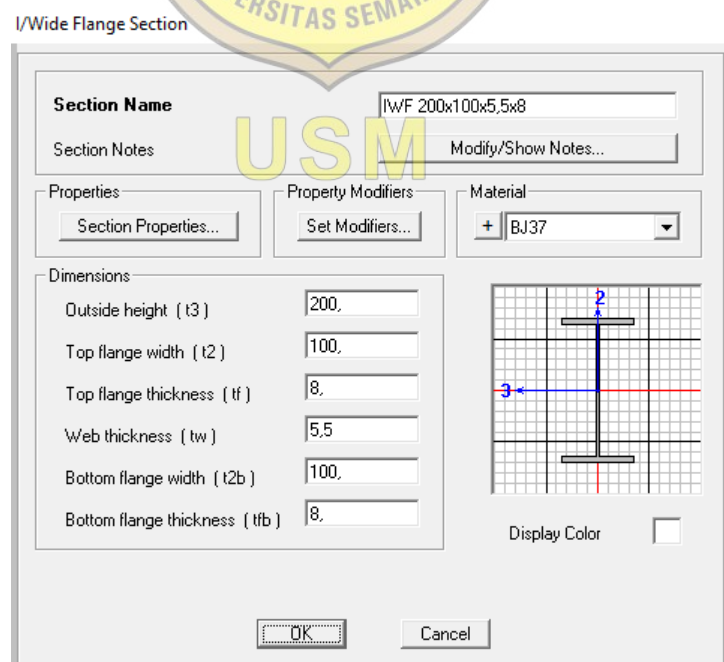 ERSITAS SEMAR
I/Wide Flange Section
USM
Section Name
IWF 200x100x5,5x8
Section Notes
Modify/Show Notes...
Properties
Property Modifiers
Material
Section Properties...
Set Modifiers...
+ BJ37
Dimensions
Outside height ( t3 )
200,
Top flange width ( t2 )
100,
Top flange thickness ( tf )
8,
Web thickness ( tw )
5,5
Bottom flange width ( t2b )
100,
Bottom flange thickness ( tfb )
8,
2
3
Display Color
OK
Cancel